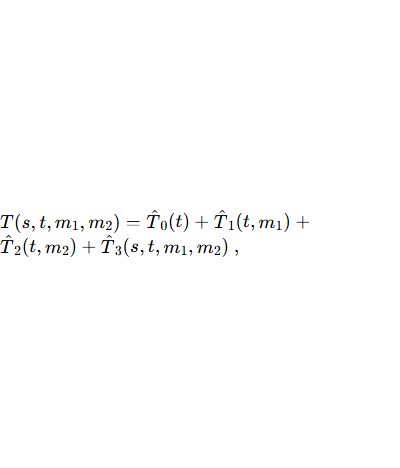 T(s, t, m₁, m₂) = T̂₀(t) + T̂₁(t, m₁) +
T̂₂(t, m₂) + T̂₃(s, t, m₁, m₂) ,